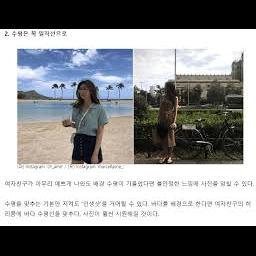 2. 수평은 꼭 일직선으로
여자친구가 아무리 예쁘게 나와도 배경 수평이 기울었다면 불안정한 느낌에 사진을 망칠 수 있다.
수평을 맞추는 기본만 지켜도 '인생샷'을 기대할 수 있다. 바다를 배경으로 한다면 여자친구의 허
리쯤에 바다 수평선을 맞추자. 사진이 훨씬 시원해질 것이다.